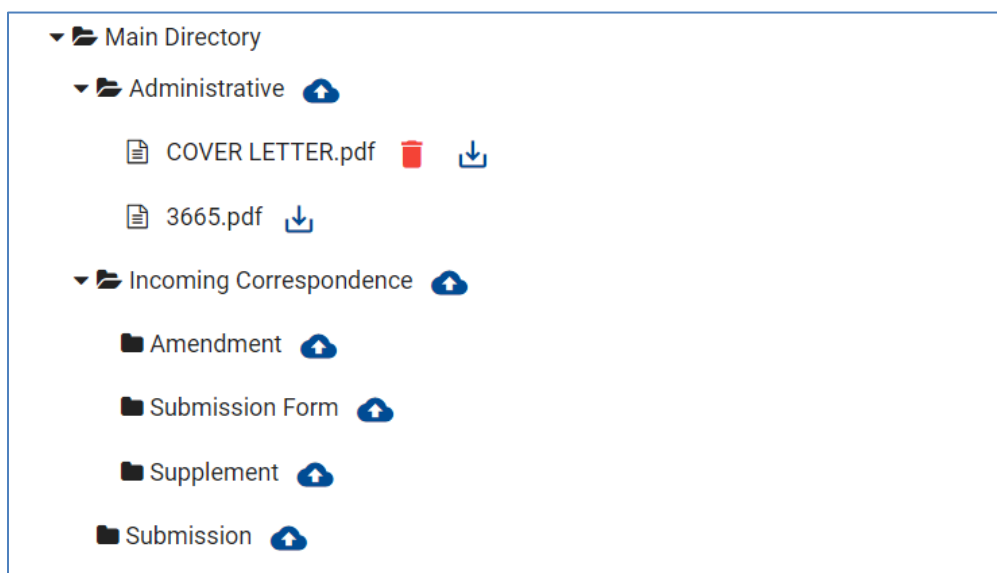 Main Directory
Administrative
COVER LETTER.pdf
3665.pdf
Incoming Correspondence
Amendment
Submission Form
Supplement
Submission